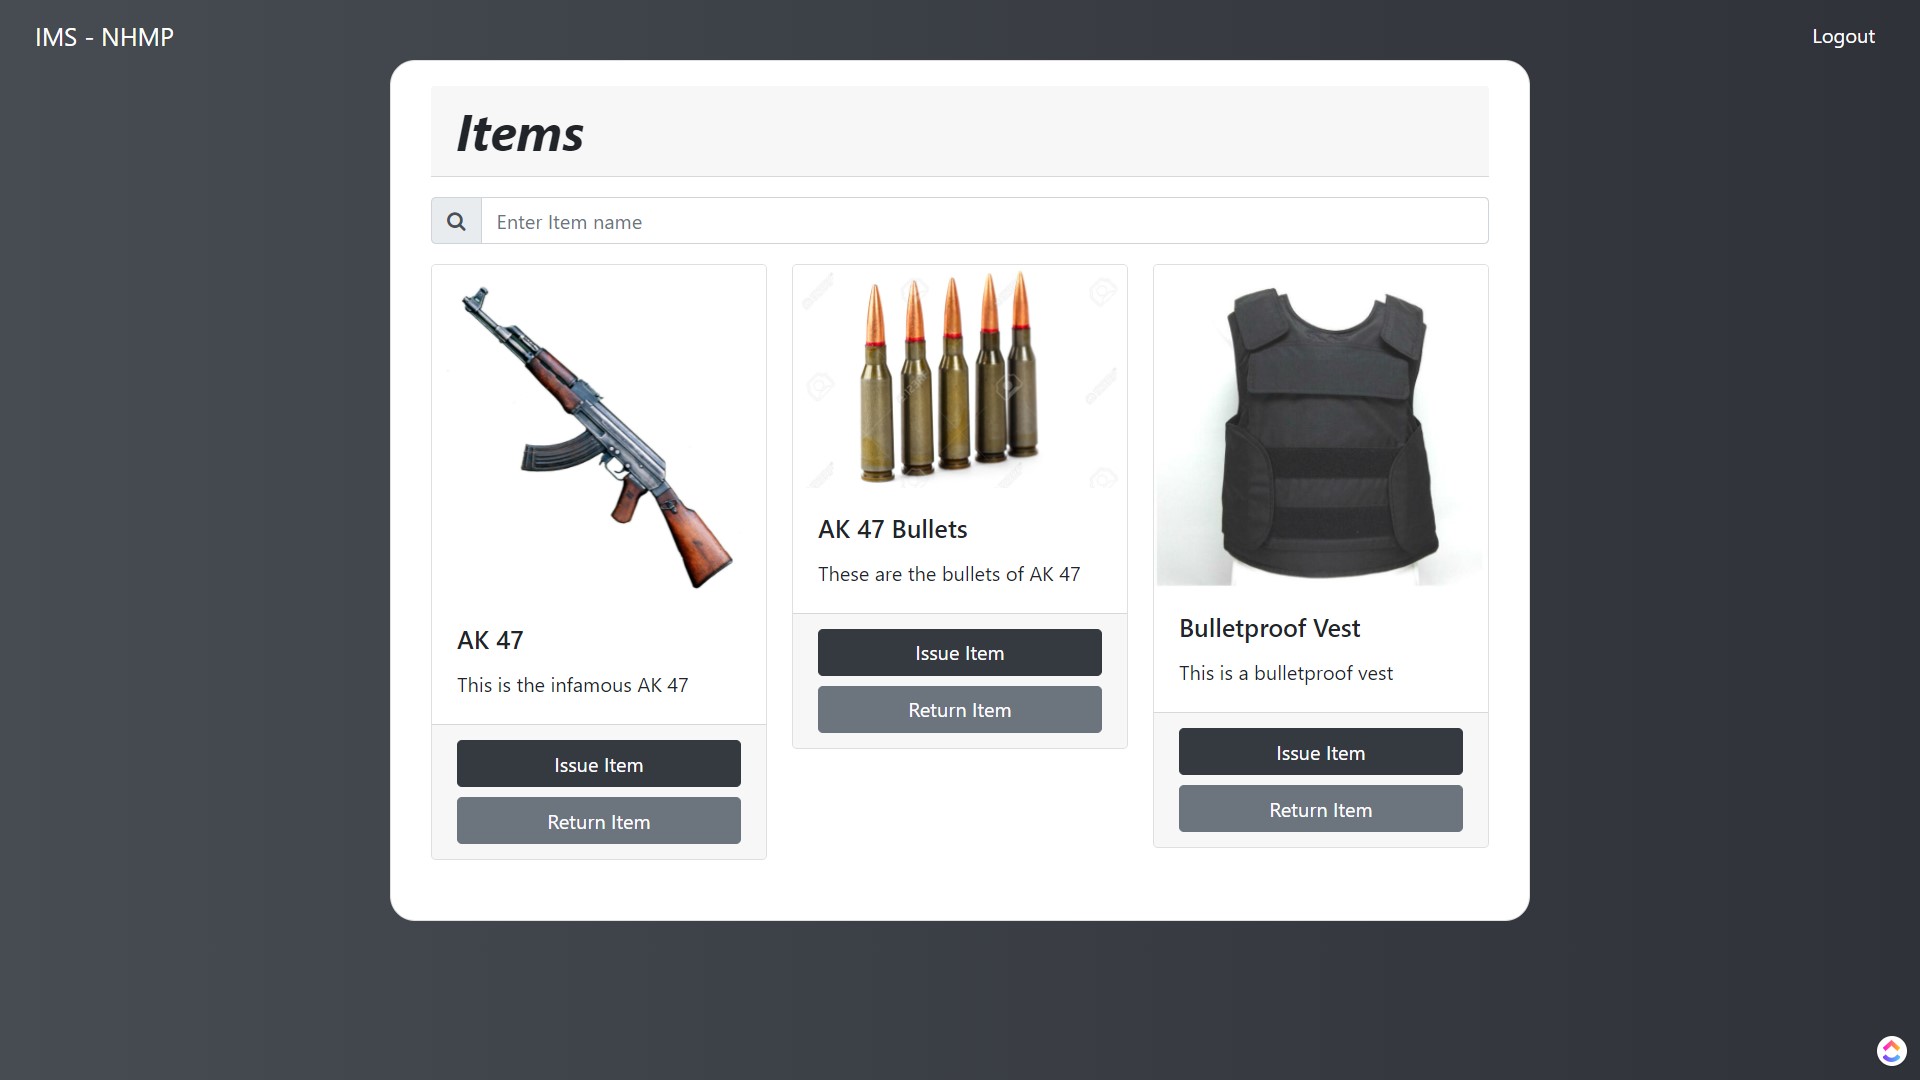 IMS - NHMP
Logout
Items
Enter Item name
AK 47
This is the infamous AK 47
Issue Item
Return Item
AK 47 Bullets
These are the bullets of AK 47
Issue Item
Return Item
Bulletproof Vest
This is a bulletproof vest
Issue Item
Return Item